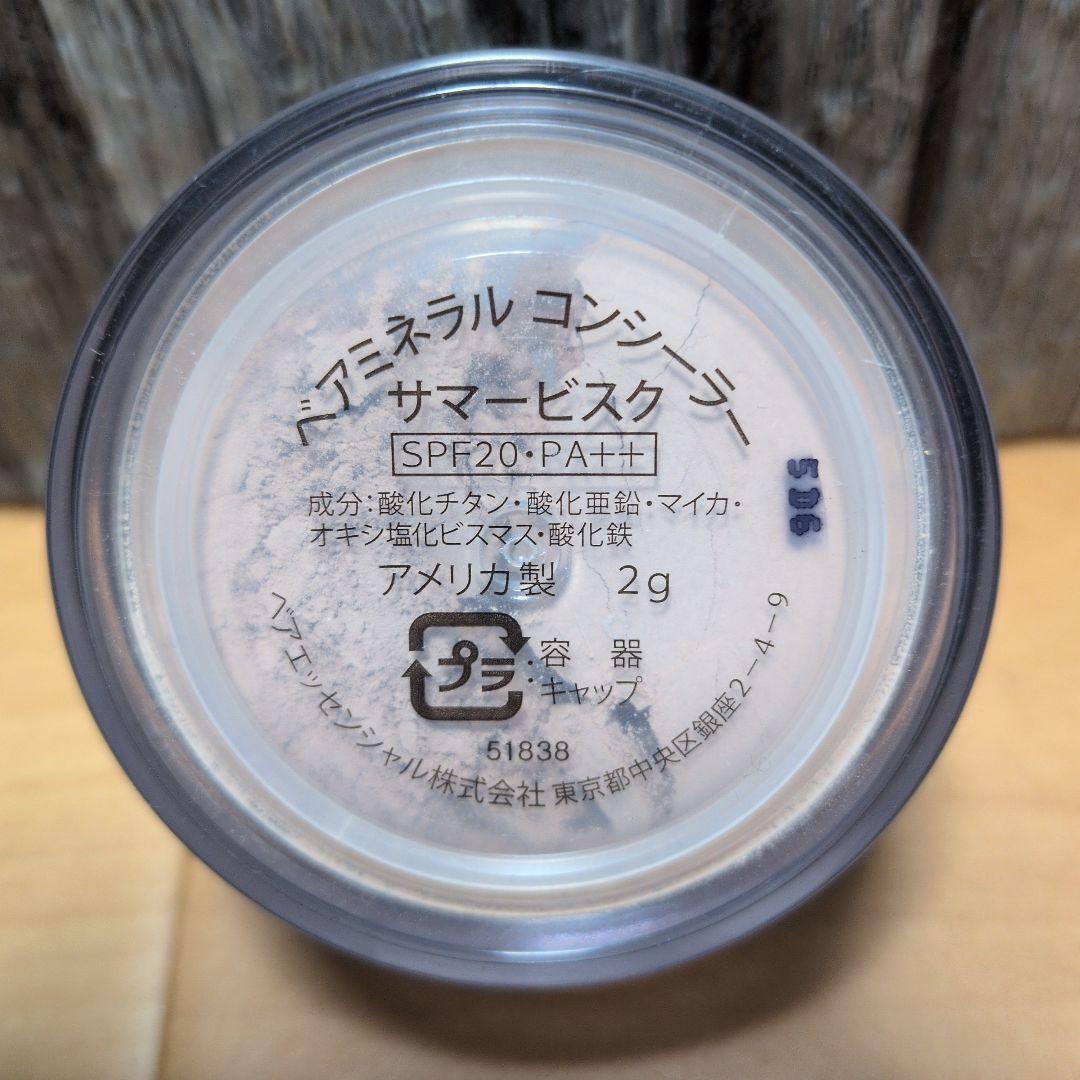 ベアミネラル コンシーラー
サマービスク
SPF20・PA++
成分：酸化チタン・酸化亜鉛・マイカ・
オキシ塩化ビスマス・酸化鉄
アメリカ製 2g
プラ
：容器
：キャップ
51838
ベアエッセンシャル株式会社 東京都中央区銀座2-4-9